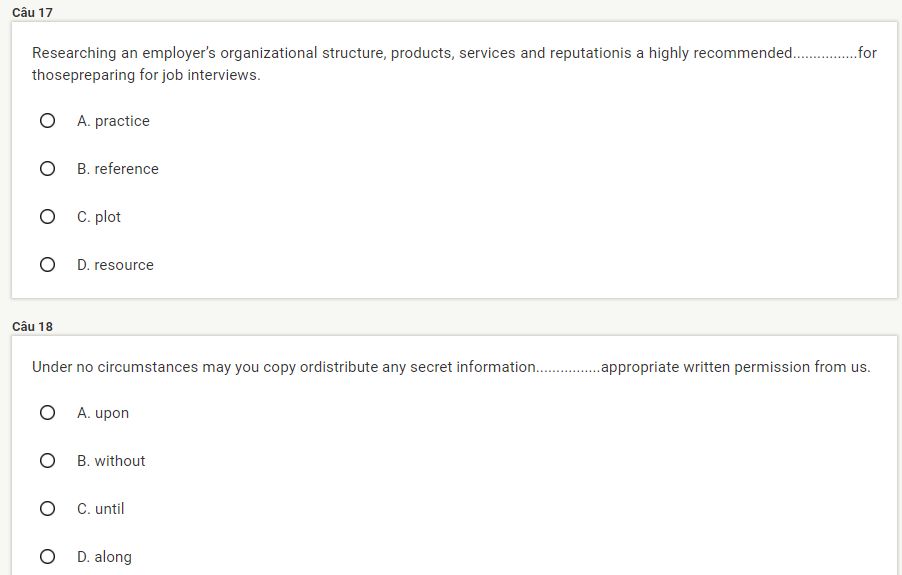 Câu 17
Researching an employer's organizational structure, products, services and reputationis a highly recommended................for
thosepreparing for job interviews.
A. practice
B. reference
C. plot
D. resource
Câu 18
Under no circumstances may you copy ordistribute any secret information................appropriate written permission from us.
A. upon
B. without
C. until
D. along